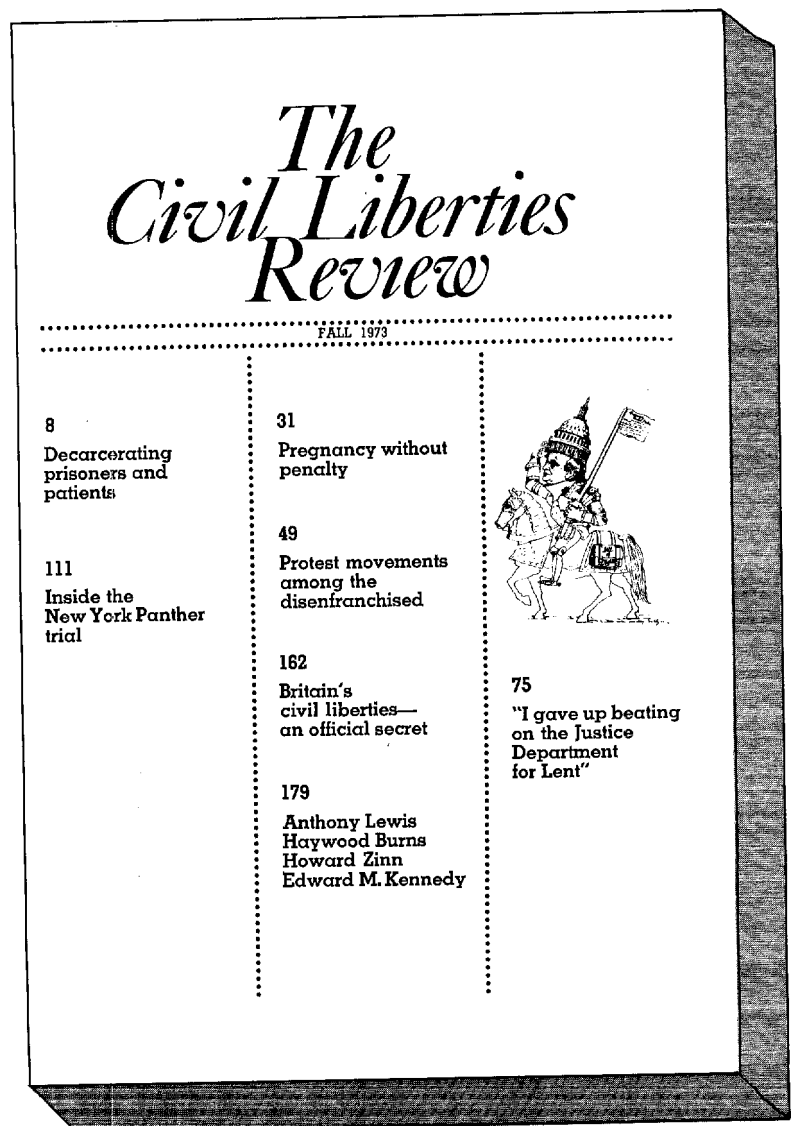 The
Civil Liberties
Review
FALL 1973
8
Decarcerating
prisoners and
patients
111
Inside the
New York Panther
trial
31
Pregnancy without
penalty
49
Protest movements
among the
disenfranchised
162
Britain's
civil liberties—
an official secret
179
Anthony Lewis
Haywood Burns
Howard Zinn
Edward M. Kennedy
75
"I gave up beating
on the Justice
Department
for Lent"